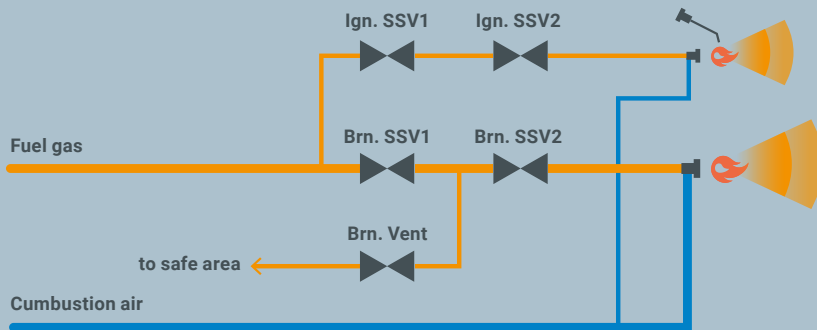 Ign. SSV1
Ign. SSV2
Fuel gas
Brn. SSV1
Brn. SSV2
Brn. Vent
to safe area
Cumbustion air